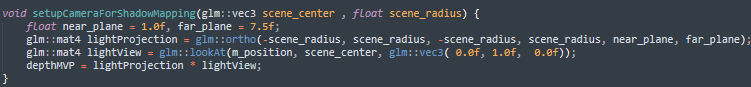 void setupCameraForShadowMapping(glm::vec3 scene_center , float scene_radius) {
float near_plane = 1.0f, far_plane = 7.5f;
glm::mat4 lightProjection = glm::ortho(-scene_radius, scene_radius, -scene_radius, scene_radius, near_plane, far_plane);
glm::mat4 lightView = glm::lookAt(m_position, scene_center, glm::vec3( 0.0f, 1.0f,  0.0f));
depthMVP = lightProjection * lightView;
}